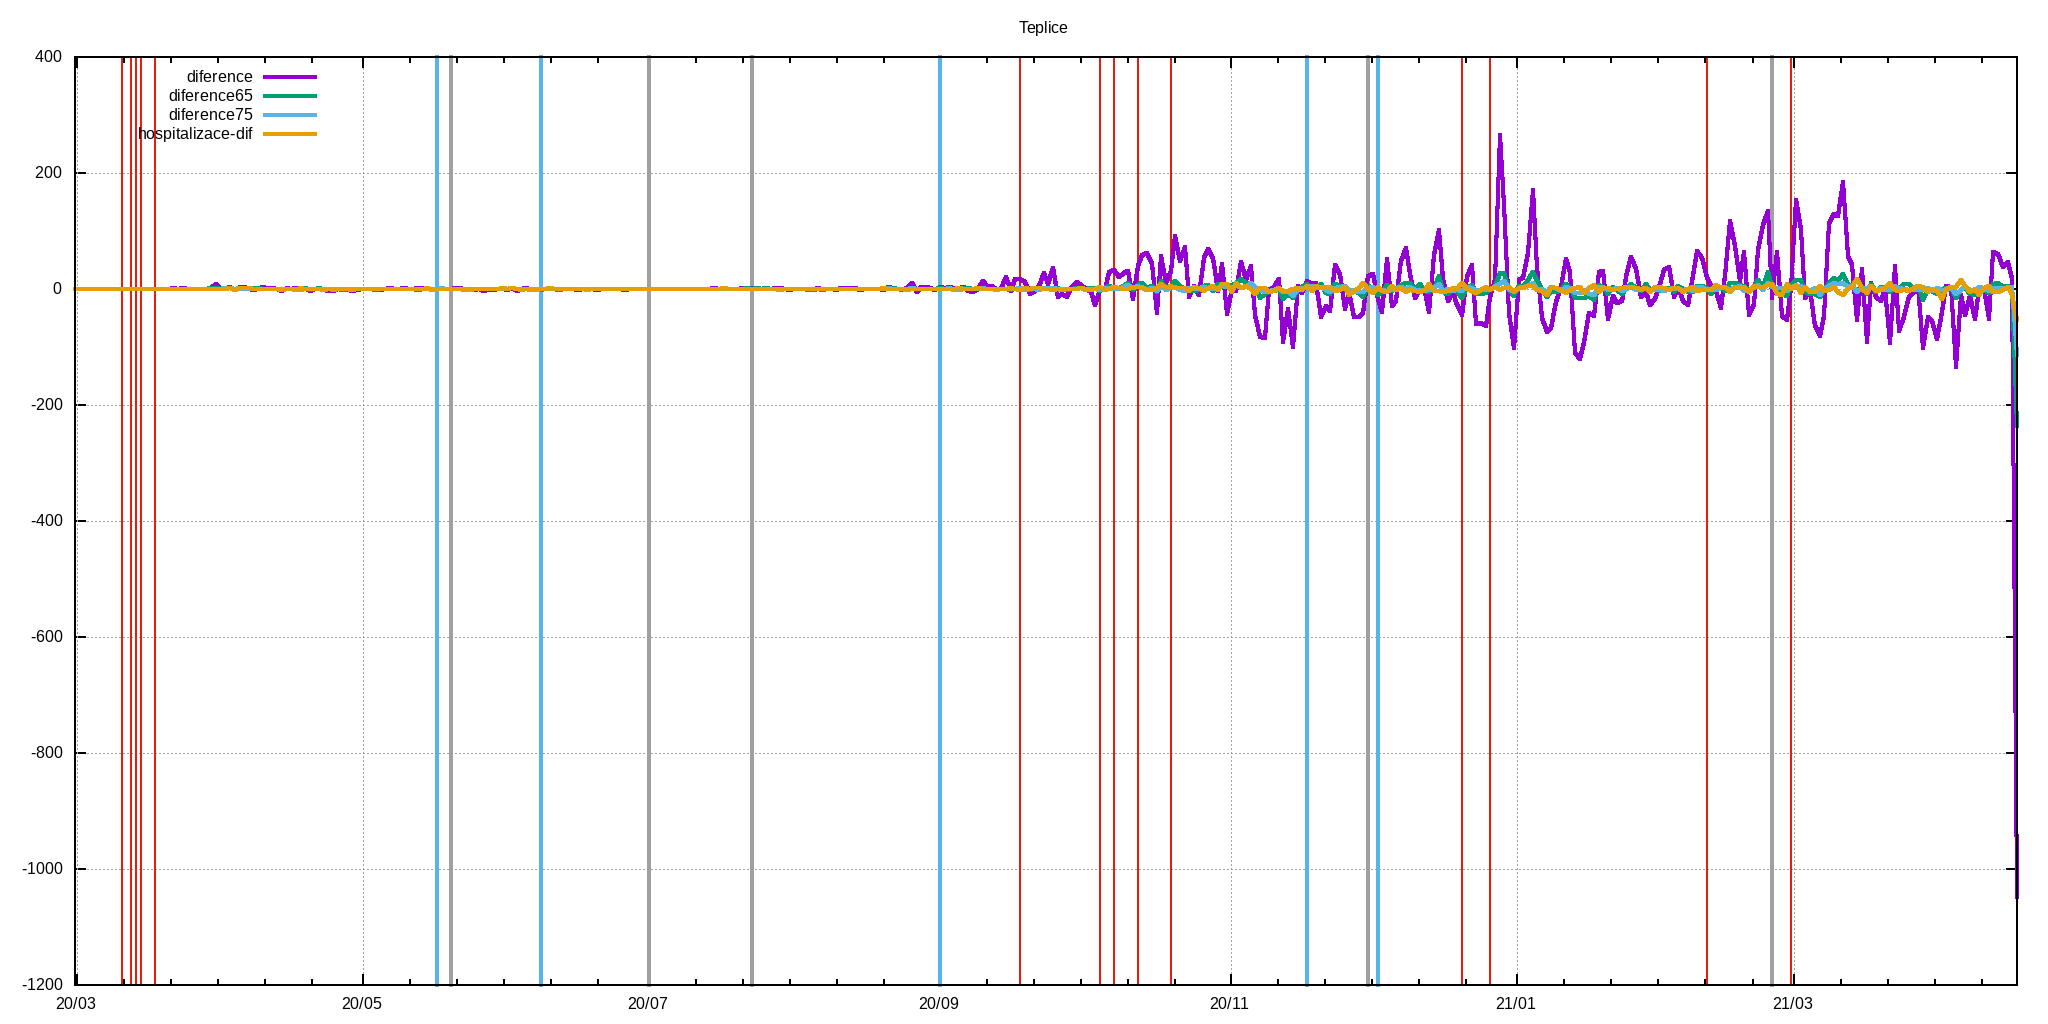 Teplice
400
diference
diference65
diference75
hospitalizace-dif
200
0
-200
-400
-600
-800
-1000
-1200
20/03 20/05 20/07 20/09 20/11 21/01 21/03